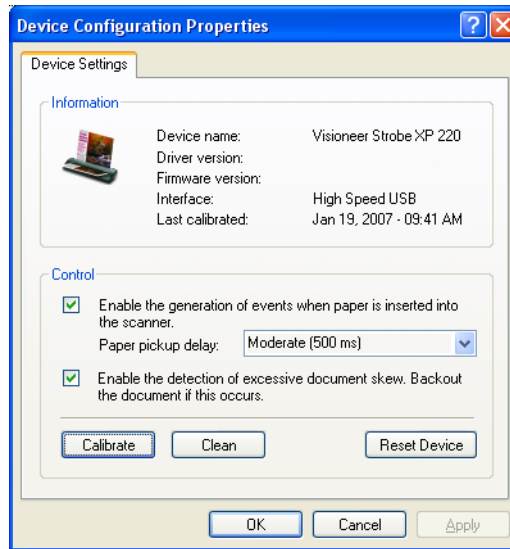 Device Configuration Properties
Device Settings
Information
Device name: Visioneer Strobe XP 220
Driver version:
Firmware version:
Interface: High Speed USB
Last calibrated: Jan 19, 2007 - 09:41 AM
Control
Enable the generation of events when paper is inserted into
the scanner.
Paper pickup delay: Moderate (500 ms)
Enable the detection of excessive document skew. Backout
the document if this occurs.
Calibrate Clean Reset Device
OK Cancel Apply